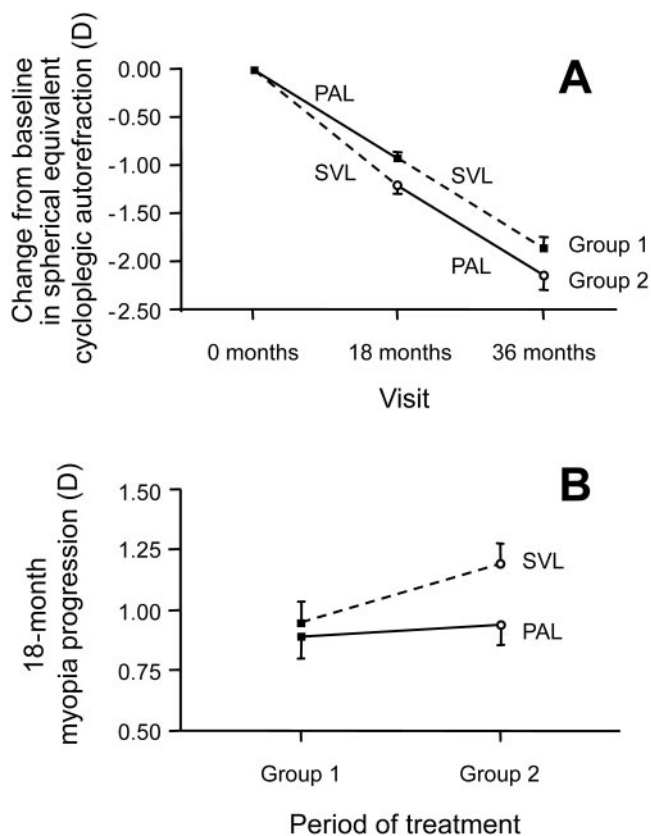 A
Change from baseline
in spherical equivalent
cycloplegic autorefraction (D)
0.00
-0.50
-1.00
-1.50
-2.00
-2.50
PAL
SVL
SVL
PAL
Group 1
Group 2
0 months
18 months
36 months
Visit
B
18-month
myopia progression (D)
1.50
1.25
1.00
0.75
0.50
SVL
PAL
Group 1
Group 2
Period of treatment